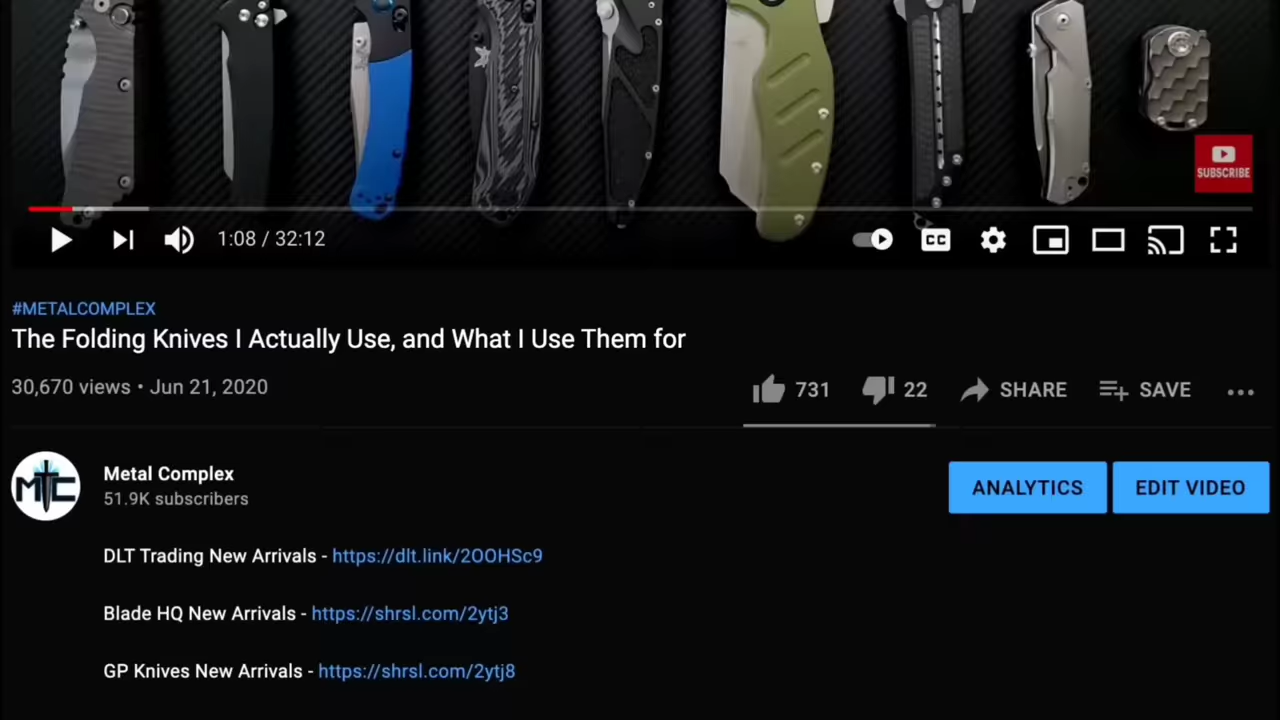 SUBSCRIBE
1:08 / 32:12
CC
#METALCOMPLEX
The Folding Knives I Actually Use, and What I Use Them for
30,670 views • Jun 21, 2020
731 22 SHARE SAVE
MTC
Metal Complex
51.9K subscribers
ANALYTICS EDIT VIDEO
DLT Trading New Arrivals - https://dlt.link/2OOHSc9
Blade HQ New Arrivals - https://shrsl.com/2ytj3
GP Knives New Arrivals - https://shrsl.com/2ytj8